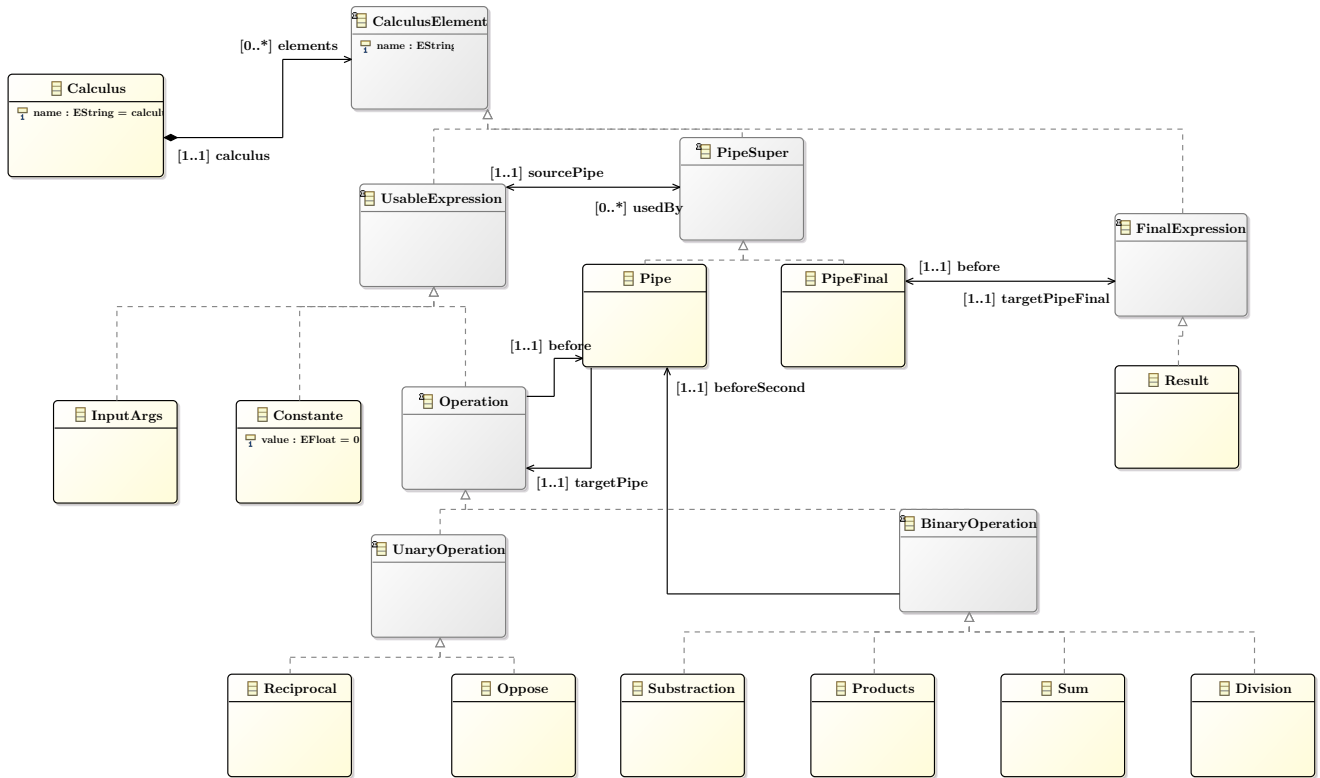 CalculusElement
name : EString
[0..*] elements
Calculus
name : EString = calcul
[1..1] calculus
PipeSuper
[1..1] sourcePipe
[0..*] usedBy
UsableExpression
FinalExpression
Pipe
PipeFinal
[1..1] before
[1..1] targetPipeFinal
[1..1] before
Result
[1..1] beforeSecond
InputArgs
Constante
value : EFloat = 0
Operation
[1..1] targetPipe
BinaryOperation
UnaryOperation
Reciprocal
Oppose
Substraction
Products
Sum
Division